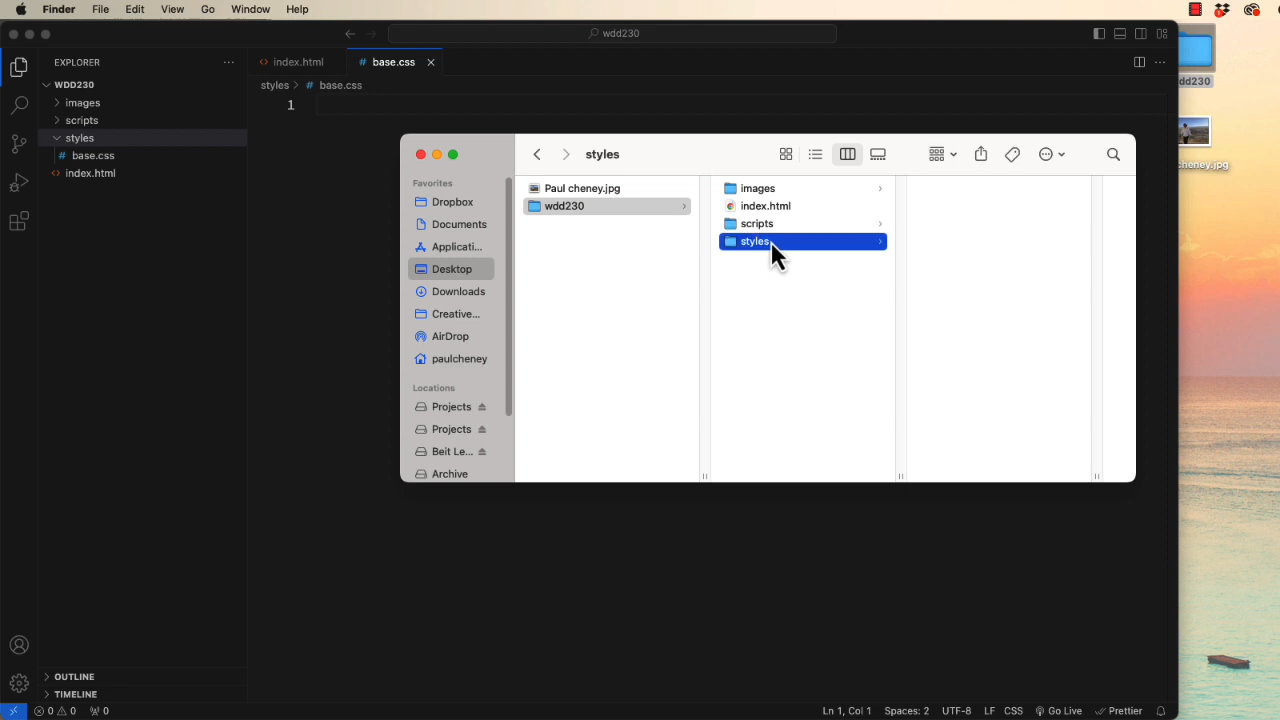 Finder File Edit View Go Window Help
wdd230
EXPLORER
index.html
base.css
WDD230
images
scripts
styles
base.css
index.html
styles
base.css
1
styles
Favorites
Dropbox
Documents
Applicati...
Desktop
Downloads
Creative...
AirDrop
paulcheney
Locations
Projects
Projects
Beit Le...
Archive
Paul cheney.jpg
wdd230
images
index.html
scripts
styles
dd230
cheney.jpg
OUTLINE
TIMELINE
0 0 0
Ln 1, Col 1 Spaces: 2 UTF-8 LF CSS Go Live Prettier